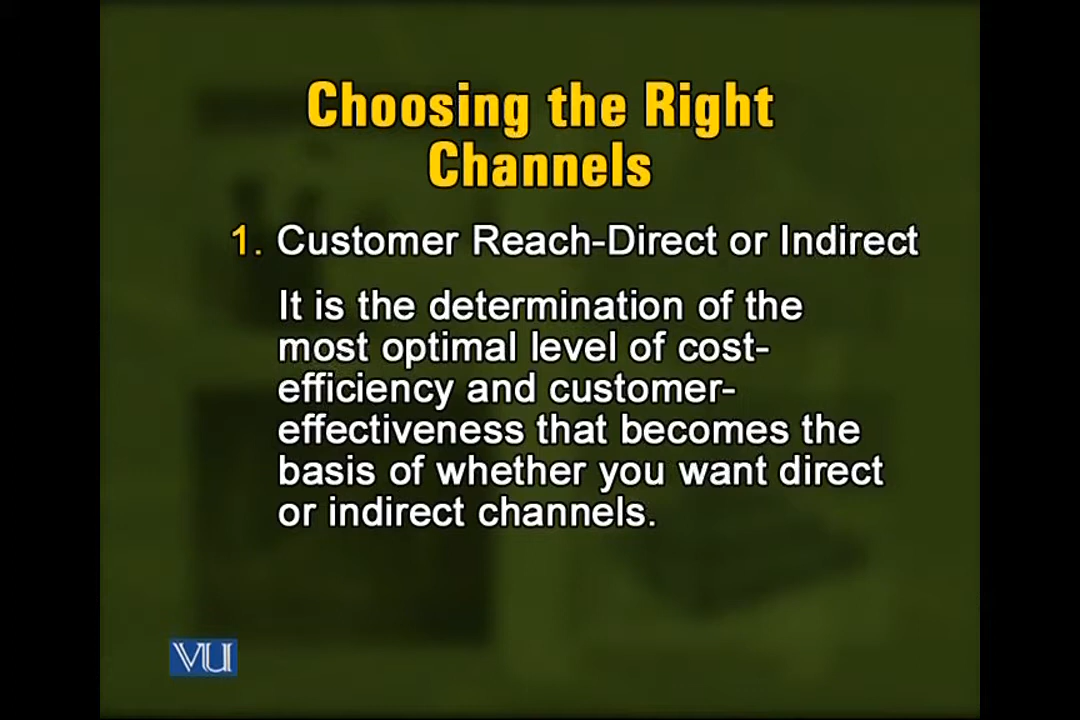 Choosing the Right
Channels
1. Customer Reach-Direct or Indirect
It is the determination of the
most optimal level of cost-
efficiency and customer-
effectiveness that becomes the
basis of whether you want direct
or indirect channels.
VU